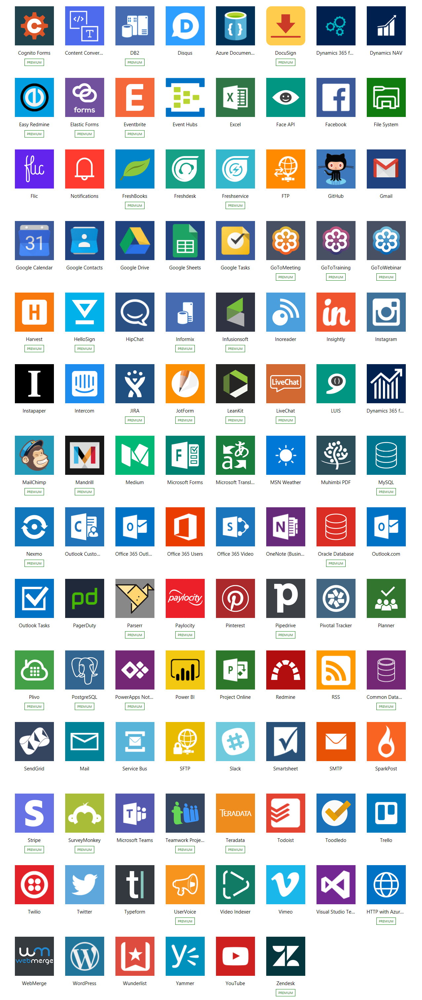 Cognito Forms Content Conver... DB2 Disqus Azure Documen... DocuSign Dynamics 365 f... Dynamics NAV
PREMIUM PREMIUM PREMIUM
forms
Easy Redmine Elastic Forms Eventbrite Event Hubs Excel Face API Facebook File System
PREMIUM PREMIUM PREMIUM
flic
Flic Notifications FreshBooks Freshdesk Freshservice FTP GitHub Gmail
PREMIUM PREMIUM
31
Google Calendar Google Contacts Google Drive Google Sheets Google Tasks GoToMeeting GoToTraining GoToWebinar
PREMIUM PREMIUM PREMIUM
H in
Harvest HelloSign HipChat Informix Infusionsoft Inoreader Insightly Instagram
PREMIUM PREMIUM PREMIUM PREMIUM
I LiveChat { }
Instapaper Intercom JIRA JotForm LeanKit LiveChat LUIS Dynamics 365 f...
PREMIUM PREMIUM PREMIUM PREMIUM
F a あ
MailChimp Mandrill Medium Microsoft Forms Microsoft Transl... MSN Weather Muhimbi PDF MySQL
PREMIUM PREMIUM PREMIUM
C O S N O
Nexmo Outlook Custo... Office 365 Outl... Office 365 Users Office 365 Video OneNote (Busin... Oracle Database Outlook.com
PREMIUM PREMIUM
pd paylocity p
Outlook Tasks PagerDuty Parserr Paylocity Pinterest Pipedrive Pivotal Tracker Planner
PREMIUM PREMIUM PREMIUM
P
Plivo PostgreSQL PowerApps Not... Power BI Project Online Redmine RSS Common Data...
PREMIUM PREMIUM PREMIUM PREMIUM
SendGrid Mail Service Bus SFTP Slack Smartsheet SMTP SparkPost
S T TERADATA
Stripe SurveyMonkey Microsoft Teams Teamwork Proje... Teradata Todoist Toodledo Trello
PREMIUM PREMIUM PREMIUM PREMIUM
t
Twilio Twitter Typeform UserVoice Video Indexer Vimeo Visual Studio Te... HTTP with Azur...
PREMIUM PREMIUM
wm
webmerge
WebMerge WordPress Wunderlist Yammer YouTube Zendesk
PREMIUM